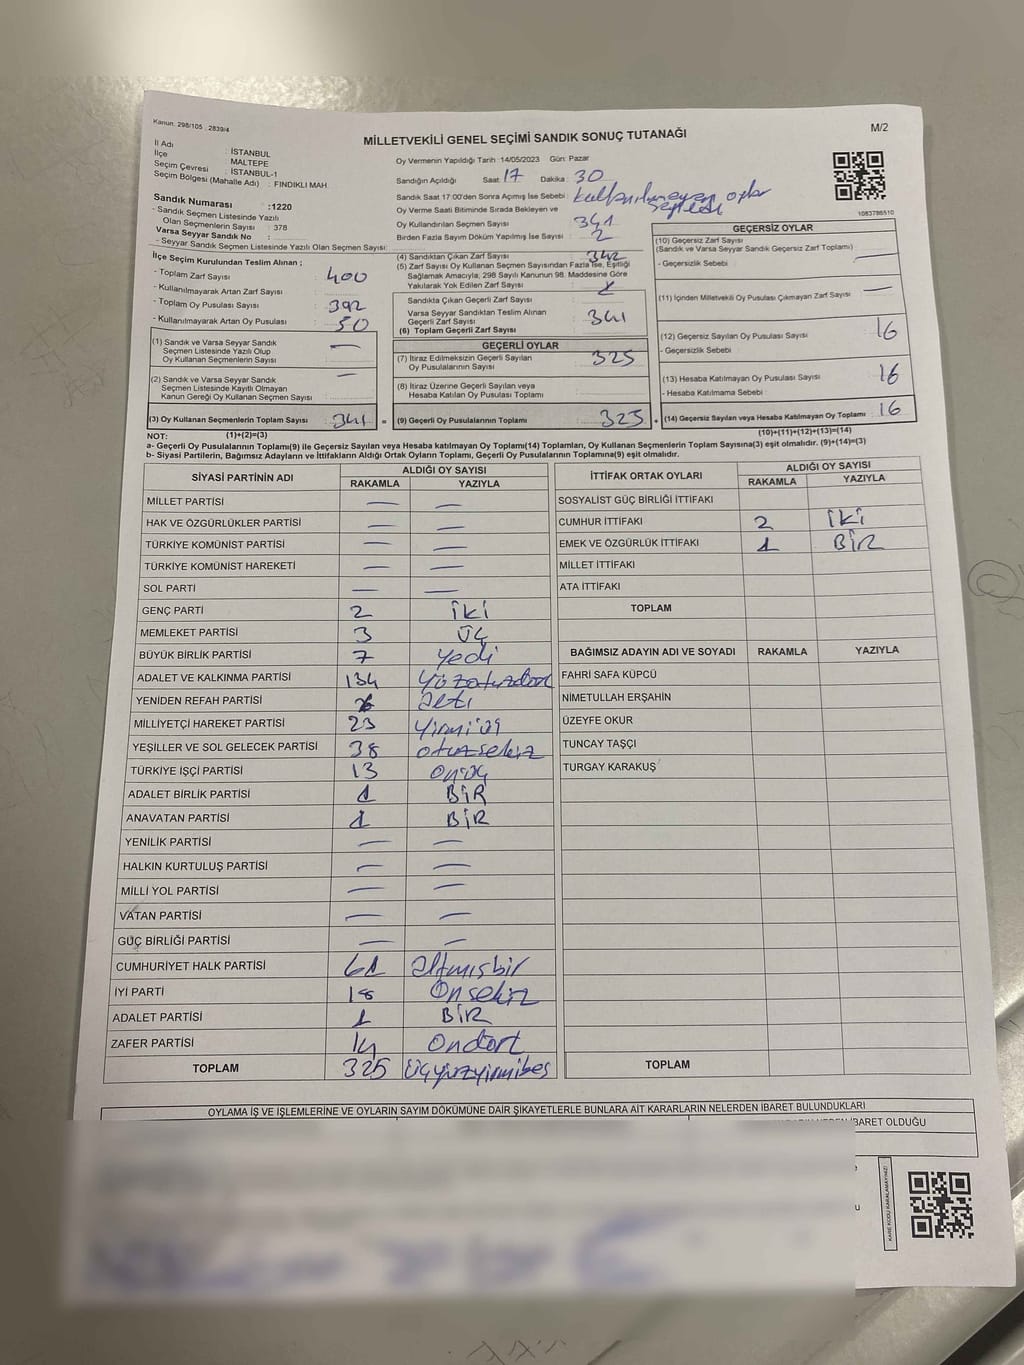 Kanun. 298/105 , 2839/4
M/2
MİLLETVEKİLİ GENEL SEÇİMİ SANDIK SONUÇ TUTANAĞI
İl Adı : İSTANBUL
İlçe : MALTEPE
Seçim Çevresi : İSTANBUL-1
Seçim Bölgesi (Mahalle Adı) : FINDIKLI MAH.
Oy Vermenin Yapıldığı Tarih :14/05/2023 Gün: Pazar
Sandığın Açıldığı Saat: 17 Dakika : 30
Sandık Saat 17:00'den Sonra Açımış İse Sebebi : kullanılmayan oylar
Oy Verme Saati Bitiminde Sırada Bekleyen ve
Oy Kullandırılan Seçmen Sayısı : 341
Birden Fazla Sayım Döküm Yapılmış İse Sayısı : 2
1083786510
Sandık Numarası :1220
- Sandık Seçmen Listesinde Yazılı
Olan Seçmenlerin Sayısı : 378
Varsa Seyyar Sandık No :
- Seyyar Sandık Seçmen Listesinde Yazılı Olan Seçmen Sayısı:
İlçe Seçim Kurulundan Teslim Alınan ;
- Toplam Zarf Sayısı : 400
- Kullanılmayarak Artan Zarf Sayısı :
- Toplam Oy Pusulası Sayısı : 392
- Kullanılmayarak Artan Oy Pusulası : 50
(1) Sandık ve Varsa Seyyar Sandık
Seçmen Listesinde Yazılı Olup
Oy Kullanan Seçmenlerin Sayısı : —
(2) Sandık ve Varsa Seyyar Sandık
Seçmen Listesinde Kayıtlı Olmayan
Kanun Gereği Oy Kullanan Seçmen Sayısı : —
(3) Oy Kullanan Seçmenlerin Toplam Sayısı : 341 =
(4) Sandıktan Çıkan Zarf Sayısı : 342
(5) Zarf Sayısı Oy Kullanan Seçmen Sayısından Fazla İse, Eşitliği
Sağlamak Amacıyla; 298 Sayılı Kanunun 98. Maddesine Göre
Yakılarak Yok Edilen Zarf Sayısı : 1
Sandıkta Çıkan Geçerli Zarf Sayısı :
Varsa Seyyar Sandıktan Teslim Alınan
Geçerli Zarf Sayısı :
(6) Toplam Geçerli Zarf Sayısı : 341
GEÇERLİ OYLAR
(7) İtiraz Edilmeksizin Geçerli Sayılan
Oy Pusulalarının Sayısı : 325
(8) İtiraz Üzerine Geçerli Sayılan veya
Hesaba Katılan Oy Pusulası Toplamı :
(9) Geçerli Oy Pusulalarının Toplamı : 325 +
GEÇERSİZ OYLAR
(10) Geçersiz Zarf Sayısı
(Sandık ve Varsa Seyyar Sandık Geçersiz Zarf Toplamı) : —
- Geçersizlik Sebebi :
(11) İçinden Milletvekili Oy Pusulası Çıkmayan Zarf Sayısı : —
(12) Geçersiz Sayılan Oy Pusulası Sayısı : 16
- Geçersizlik Sebebi :
(13) Hesaba Katılmayan Oy Pusulası Sayısı : 16
- Hesaba Katılmama Sebebi :
(14) Geçersiz Sayılan veya Hesaba Katılmayan Oy Toplamı : 16
NOT: (1)+(2)=(3)
(10)+(11)+(12)+(13)=(14)
a- Geçerli Oy Pusulalarının Toplamı(9) ile Geçersiz Sayılan veya Hesaba katılmayan Oy Toplamı(14) Toplamları, Oy Kullanan Seçmenlerin Toplam Sayısına(3) eşit olmalıdır. (9)+(14)=(3)
b- Siyasi Partilerin, Bağımsız Adayların ve İttifakların Aldığı Ortak Oyların Toplamı, Geçerli Oy Pusulalarının Toplamına(9) eşit olmalıdır.
SİYASİ PARTİNİN ADI ALDIĞI OY SAYISI
RAKAMLA YAZIYLA
MİLLET PARTİSİ — —
HAK VE ÖZGÜRLÜKLER PARTİSİ — —
TÜRKİYE KOMÜNİST PARTİSİ — —
TÜRKİYE KOMÜNİST HAREKETİ — —
SOL PARTİ — —
GENÇ PARTİ 2 iki
MEMLEKET PARTİSİ 3 üç
BÜYÜK BİRLİK PARTİSİ 7 yedi
ADALET VE KALKINMA PARTİSİ 134
YENİDEN REFAH PARTİSİ altı
MİLLİYETÇİ HAREKET PARTİSİ 23 yirmi üç
YEŞİLLER VE SOL GELECEK PARTİSİ 38 otuzsekiz
TÜRKİYE İŞÇİ PARTİSİ 13 onüç
ADALET BİRLİK PARTİSİ 1 BİR
ANAVATAN PARTİSİ 1 BİR
YENİLİK PARTİSİ — —
HALKIN KURTULUŞ PARTİSİ — —
MİLLİ YOL PARTİSİ — —
VATAN PARTİSİ — —
GÜÇ BİRLİĞİ PARTİSİ — —
CUMHURİYET HALK PARTİSİ 61 altmışbir
İYİ PARTİ 18 onsekiz
ADALET PARTİSİ 1 BİR
ZAFER PARTİSİ 14 ondört
TOPLAM 325 üçyüzyirmibeş
İTTİFAK ORTAK OYLARI ALDIĞI OY SAYISI
RAKAMLA YAZIYLA
SOSYALİST GÜÇ BİRLİĞİ İTTİFAKI
CUMHUR İTTİFAKI 2 iki
EMEK VE ÖZGÜRLÜK İTTİFAKI 1 BİR
MİLLET İTTİFAKI
ATA İTTİFAKI
TOPLAM
BAĞIMSIZ ADAYIN ADI VE SOYADI RAKAMLA YAZIYLA
FAHRİ SAFA KÜPCÜ
NİMETULLAH ERŞAHİN
ÜZEYFE OKUR
TUNCAY TAŞÇI
TURGAY KARAKUŞ
TOPLAM
OYLAMA İŞ VE İŞLEMLERİNE VE OYLARIN SAYIM DÖKÜMÜNE DAİR ŞİKAYETLERLE BUNLARA AİT KARARLARIN NELERDEN İBARET BULUNDUKLARI
İBARET OLDUĞU
KARE KODU KARALAMAYINIZ!